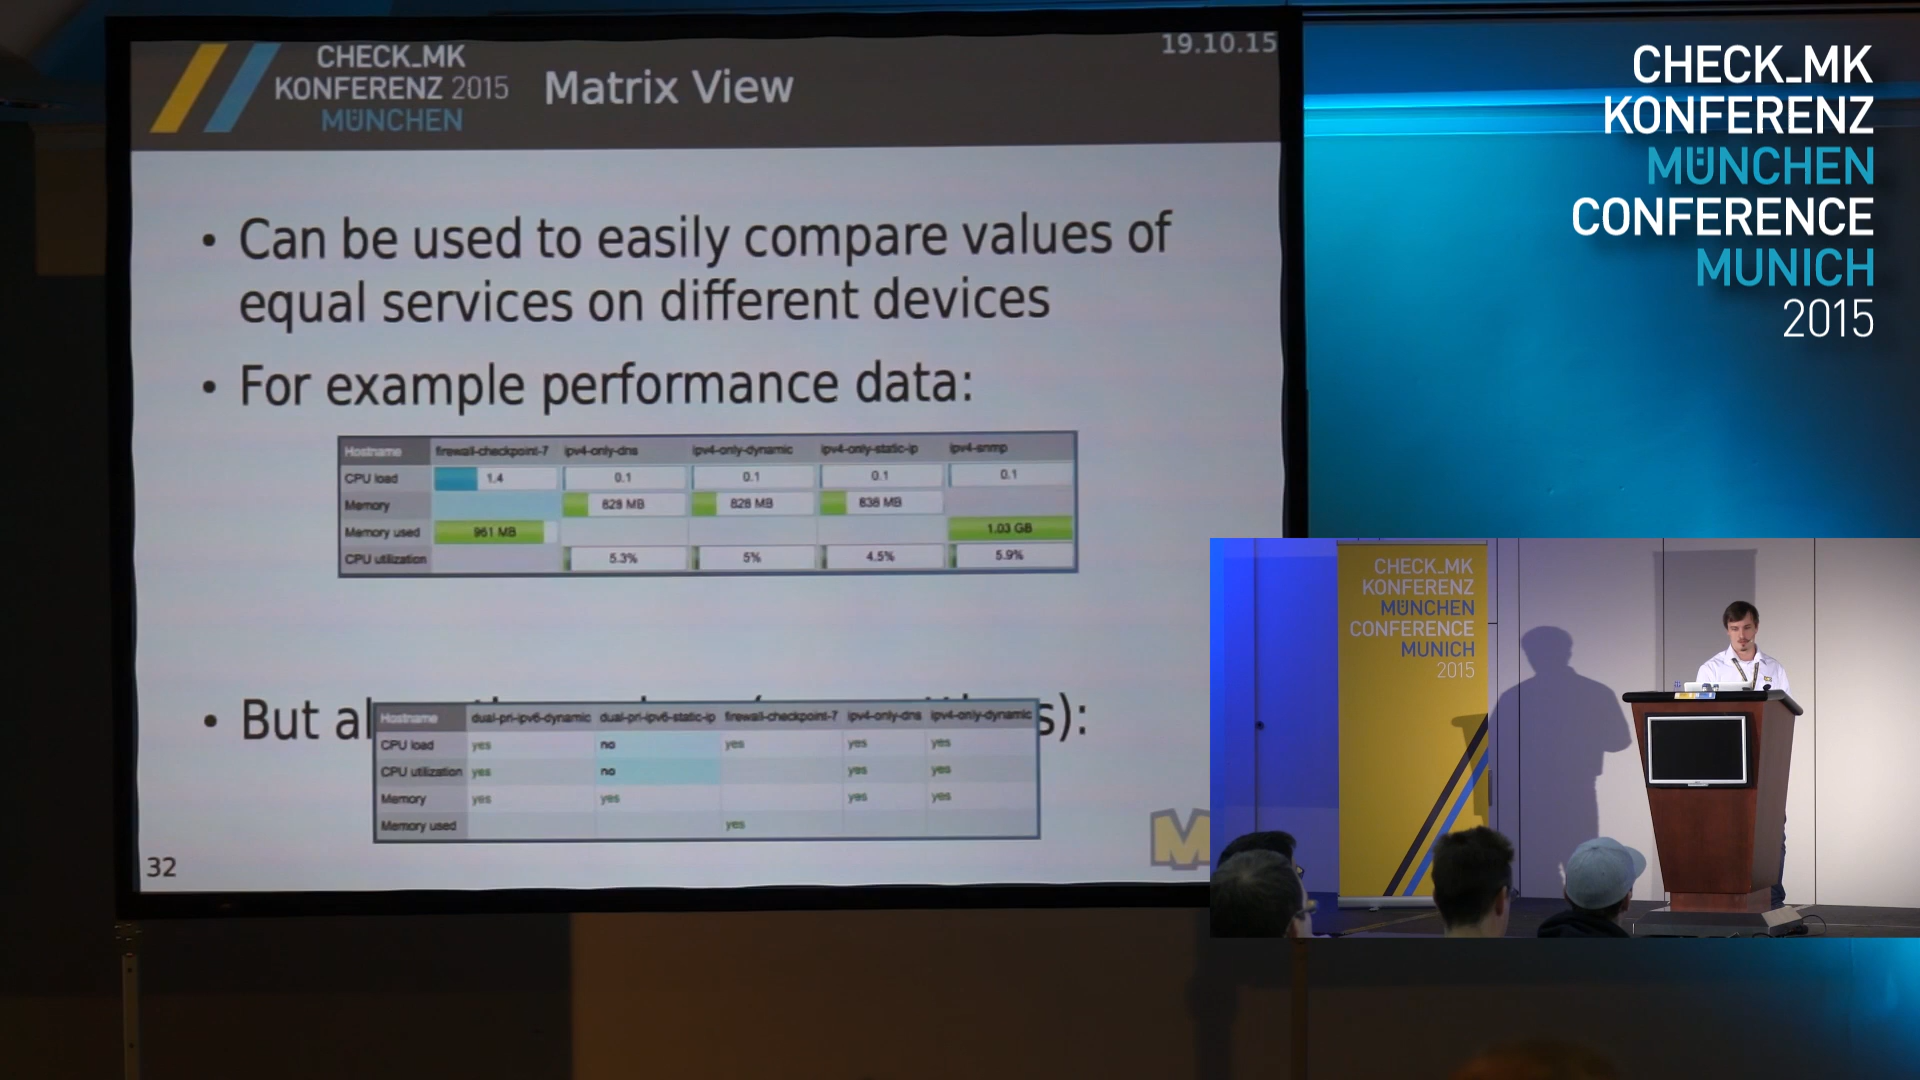 CHECK_MK
KONFERENZ 2015
MÜNCHEN
Matrix View
19.10.15
• Can be used to easily compare values of
equal services on different devices
• For example performance data:
Hostname firewall-checkpoint-7 ipv4-only-dns ipv4-only-dynamic ipv4-only-static-ip ipv4-snmp
CPU load 1.4 0.1 0.1 0.1 0.1
Memory 828 MB 828 MB 836 MB
Memory used 961 MB 1.03 GB
CPU utilization 5.3% 5% 4.5% 5.9%
• But s):
Hostname dual-pri-ipv6-dynamic dual-pri-ipv6-static-ip firewall-checkpoint-7 ipv4-only-dns ipv4-only-dynamic
CPU load yes no yes yes yes
CPU utilization yes no yes yes
Memory yes yes yes yes
Memory used yes
32
M
CHECK_MK
KONFERENZ
MÜNCHEN
CONFERENCE
MUNICH
2015
CHECK_MK
KONFERENZ
MÜNCHEN
CONFERENCE
MUNICH
2015